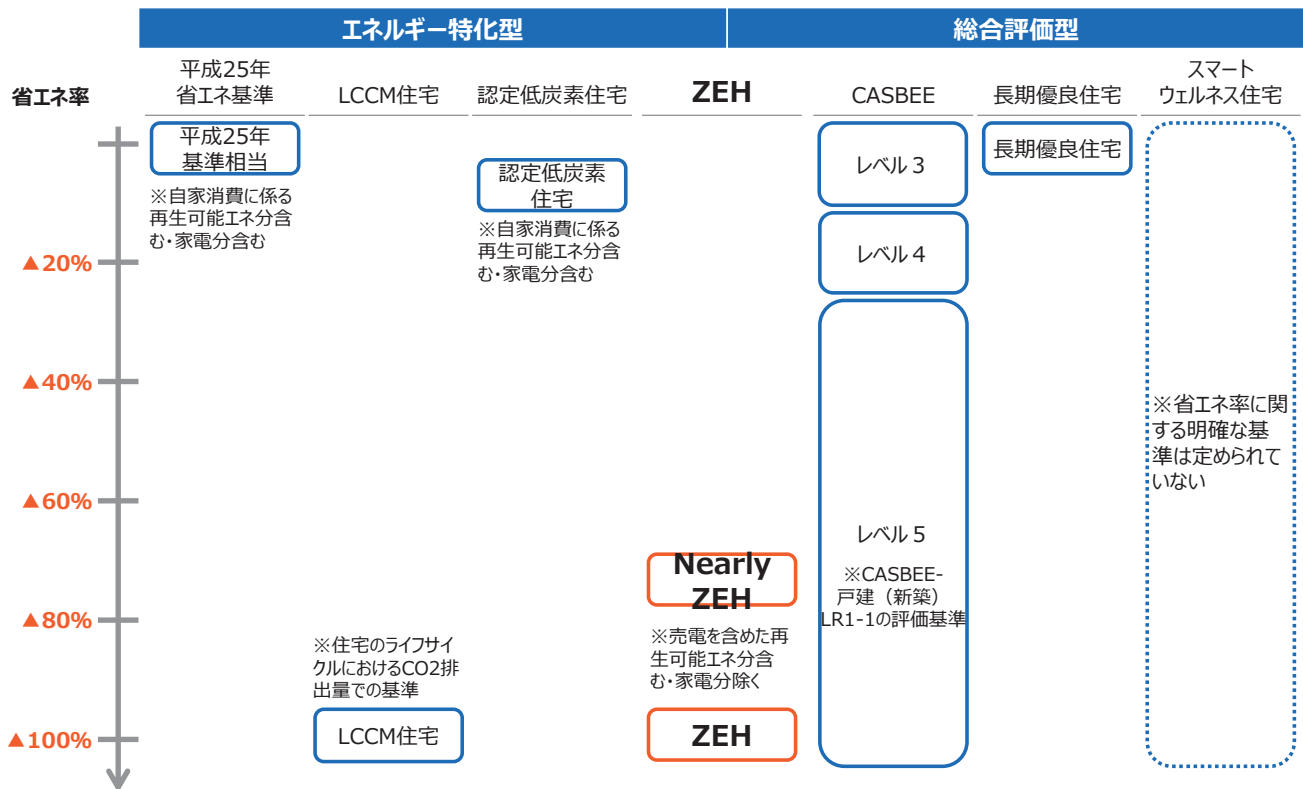 エネルギー特化型
総合評価型
省エネ率
平成25年
省エネ基準
LCCM住宅
認定低炭素住宅
ZEH
CASBEE
長期優良住宅
スマート
ウェルネス住宅
平成25年
基準相当
※自家消費に係る
再生可能エネ分含
む・家電分含む
認定低炭素
住宅
※自家消費に係る
再生可能エネ分含
む・家電分含む
レベル３
長期優良住宅
レベル４
▲20%
▲40%
▲60%
▲80%
▲100%
※住宅のライフサイ
クルにおけるCO2排
出量での基準
LCCM住宅
Nearly
ZEH
※売電を含めた再
生可能エネ分含
む・家電分除く
ZEH
レベル５
※CASBEE-
戸建（新築）
LR1-1の評価基準
※省エネ率に関
する明確な基
準は定められて
いない